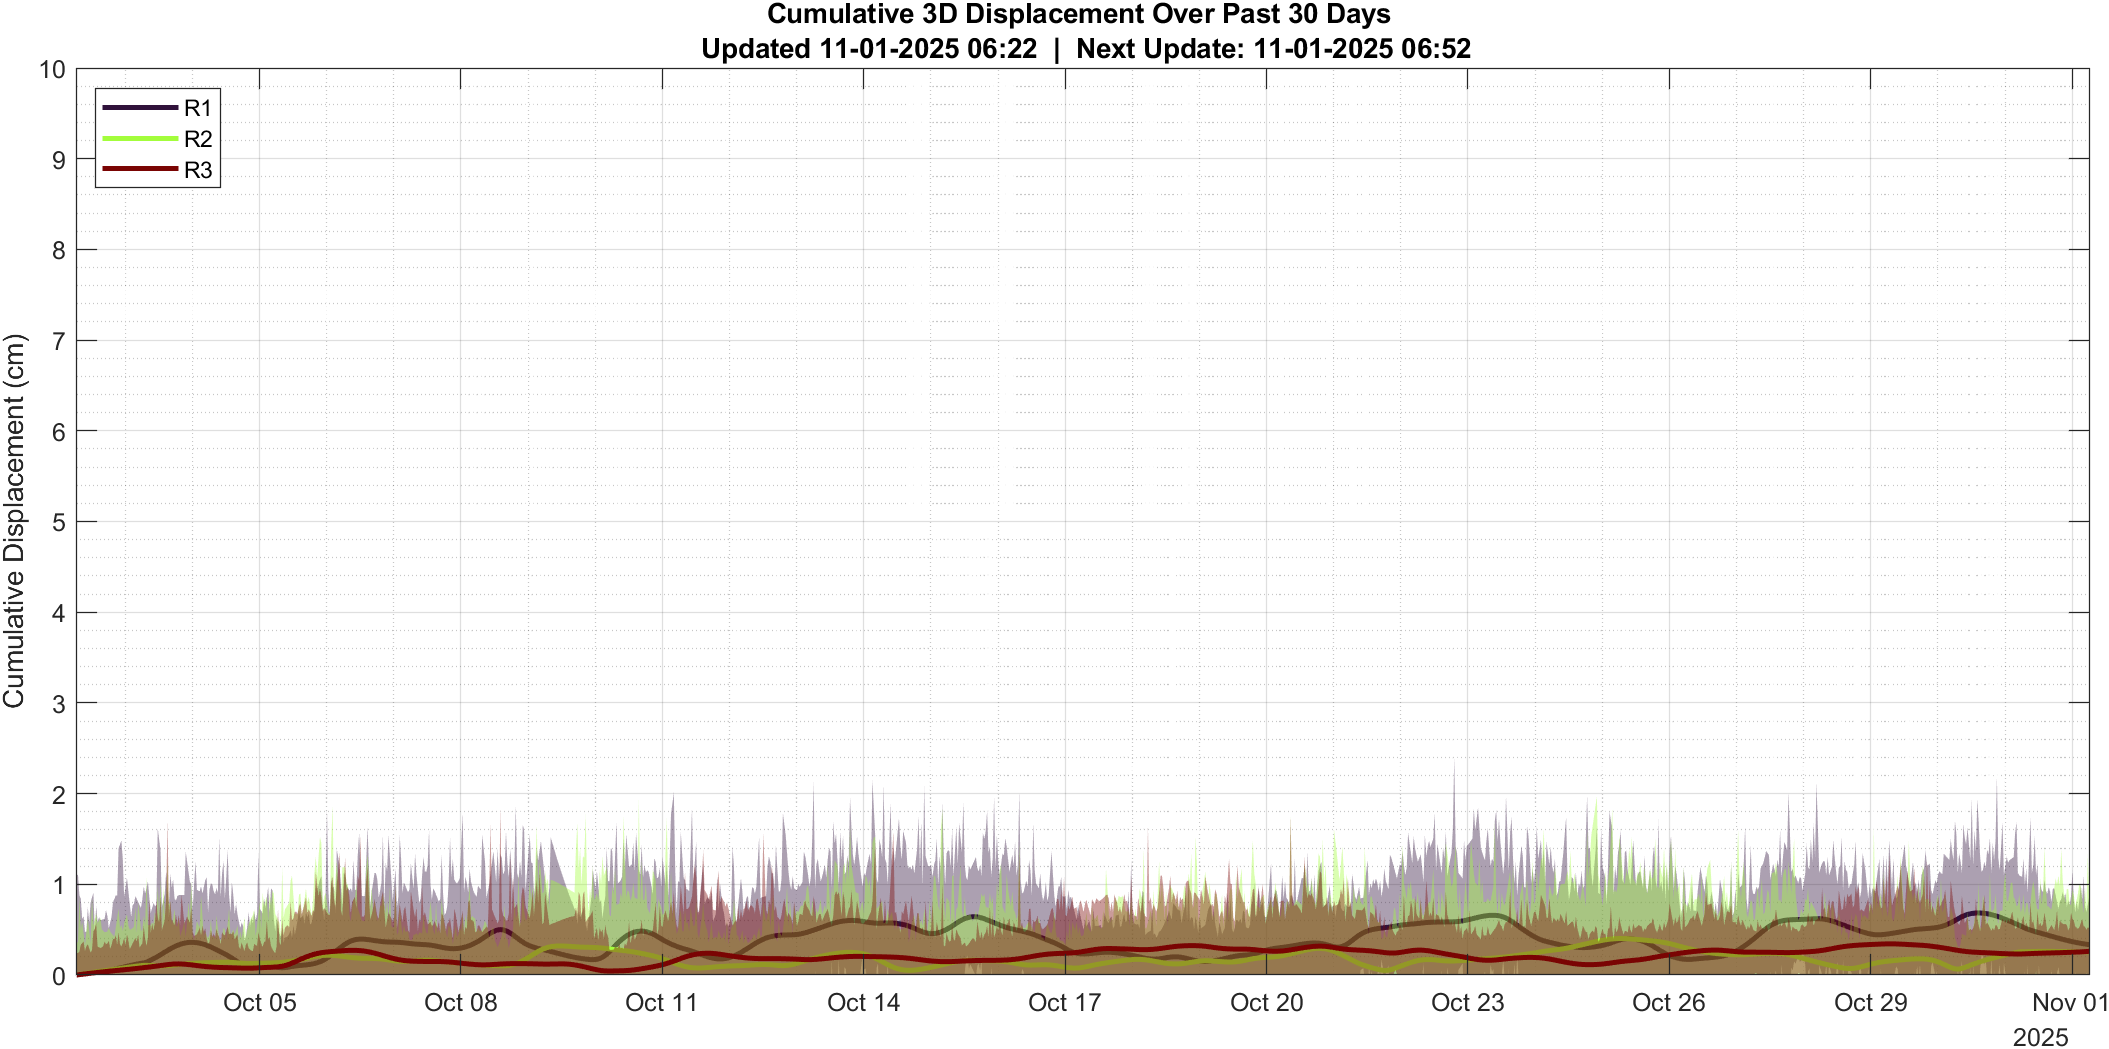 Cumulative 3D Displacement Over Past 30 Days
Updated 11-01-2025 06:22 | Next Update: 11-01-2025 06:52
Cumulative Displacement (cm)
10
9
8
7
6
5
4
3
2
1
0
R1
R2
R3
Oct 05 Oct 08 Oct 11 Oct 14 Oct 17 Oct 20 Oct 23 Oct 26 Oct 29 Nov 01
2025